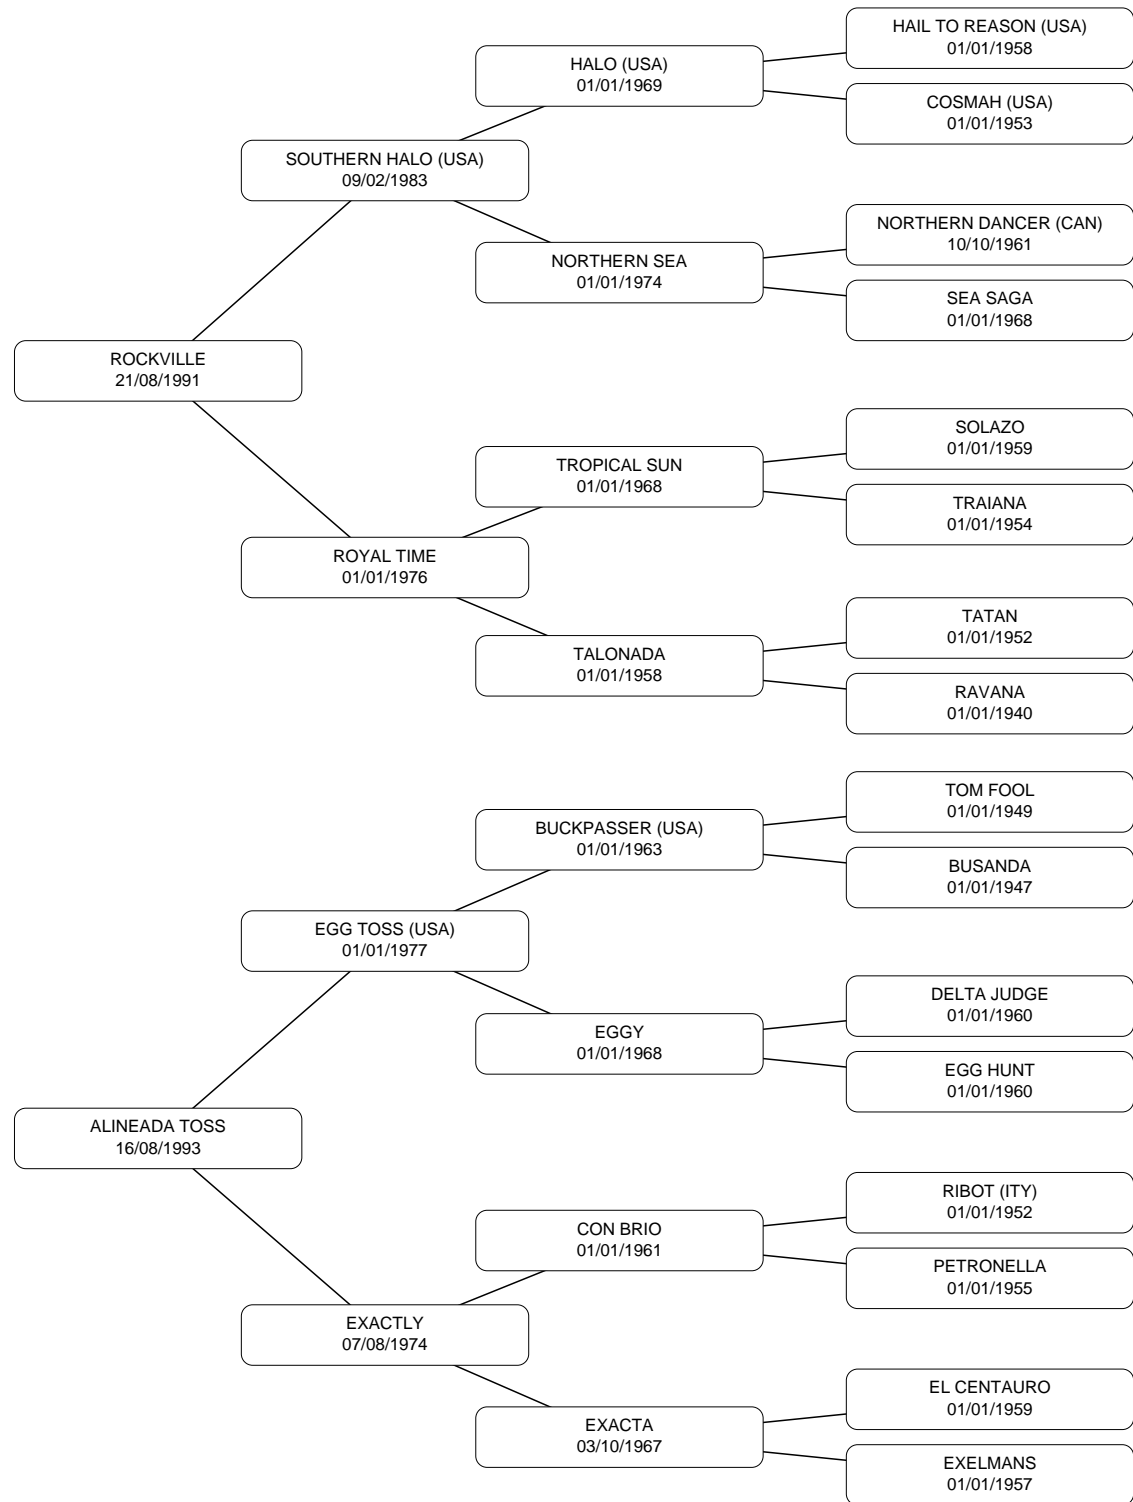 HAIL TO REASON (USA)
01/01/1958
HALO (USA)
01/01/1969
COSMAH (USA)
01/01/1953
SOUTHERN HALO (USA)
09/02/1983
NORTHERN DANCER (CAN)
10/10/1961
NORTHERN SEA
01/01/1974
SEA SAGA
01/01/1968
ROCKVILLE
21/08/1991
SOLAZO
01/01/1959
TROPICAL SUN
01/01/1968
TRAIANA
01/01/1954
ROYAL TIME
01/01/1976
TATAN
01/01/1952
TALONADA
01/01/1958
RAVANA
01/01/1940
TOM FOOL
01/01/1949
BUCKPASSER (USA)
01/01/1963
BUSANDA
01/01/1947
EGG TOSS (USA)
01/01/1977
DELTA JUDGE
01/01/1960
EGGY
01/01/1968
EGG HUNT
01/01/1960
ALINEADA TOSS
16/08/1993
RIBOT (ITY)
01/01/1952
CON BRIO
01/01/1961
PETRONELLA
01/01/1955
EXACTLY
07/08/1974
EL CENTAURO
01/01/1959
EXACTA
03/10/1967
EXELMANS
01/01/1957